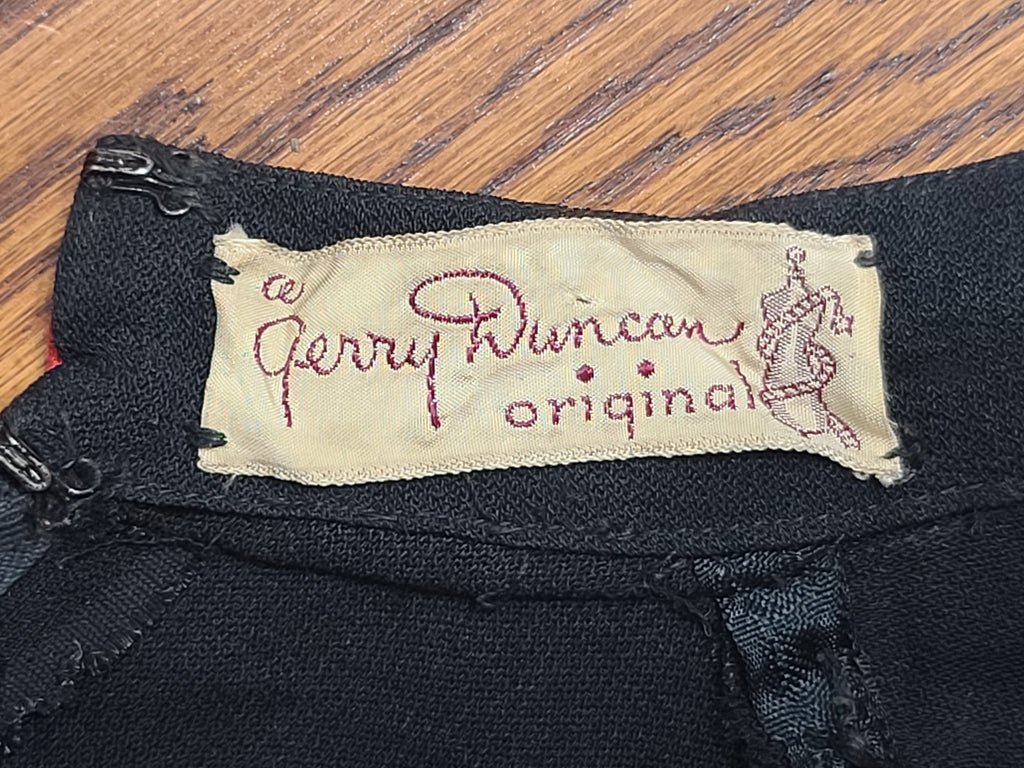 a
Gerry Duncan
original